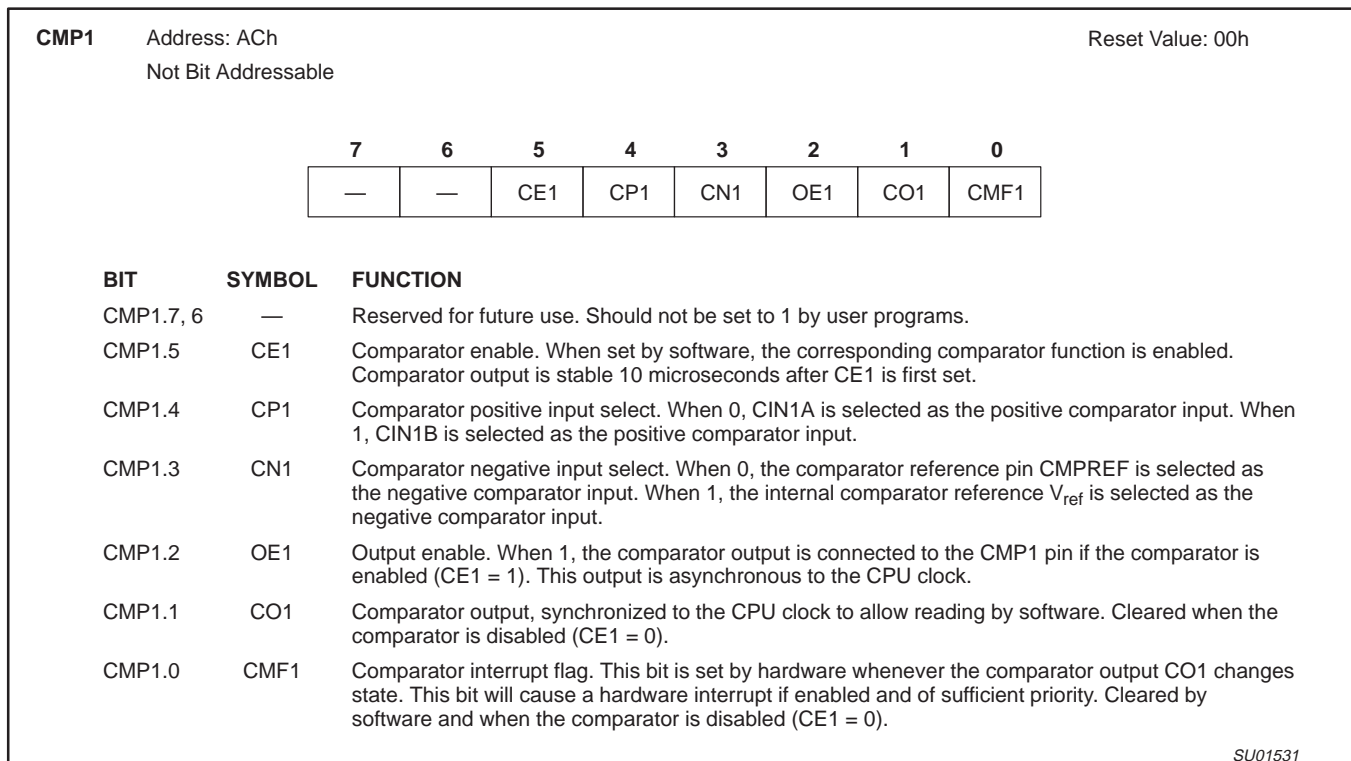 CMP1 Address: ACh Reset Value: 00h
Not Bit Addressable
7 6 5 4 3 2 1 0
— — CE1 CP1 CN1 OE1 CO1 CMF1
BIT SYMBOL FUNCTION
CMP1.7, 6 — Reserved for future use. Should not be set to 1 by user programs.
CMP1.5 CE1 Comparator enable. When set by software, the corresponding comparator function is enabled.
Comparator output is stable 10 microseconds after CE1 is first set.
CMP1.4 CP1 Comparator positive input select. When 0, CIN1A is selected as the positive comparator input. When
1, CIN1B is selected as the positive comparator input.
CMP1.3 CN1 Comparator negative input select. When 0, the comparator reference pin CMPREF is selected as
the negative comparator input. When 1, the internal comparator reference Vref is selected as the
negative comparator input.
CMP1.2 OE1 Output enable. When 1, the comparator output is connected to the CMP1 pin if the comparator is
enabled (CE1 = 1). This output is asynchronous to the CPU clock.
CMP1.1 CO1 Comparator output, synchronized to the CPU clock to allow reading by software. Cleared when the
comparator is disabled (CE1 = 0).
CMP1.0 CMF1 Comparator interrupt flag. This bit is set by hardware whenever the comparator output CO1 changes
state. This bit will cause a hardware interrupt if enabled and of sufficient priority. Cleared by
software and when the comparator is disabled (CE1 = 0).
SU01531